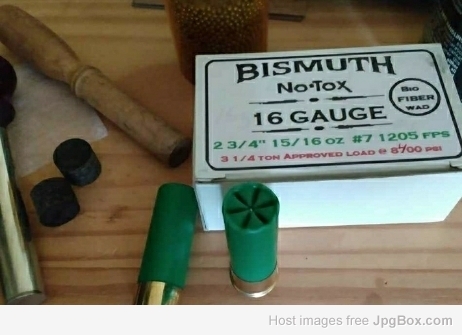 BISMUTH
No-Tox
16 GAUGE
Bio
FIBER
WAD
2 3/4" 15/16 oz #7 1205 FPS
3 1/4 TON APPROVED LOAD @ 8400 PSI
Host images free JpgBox.com